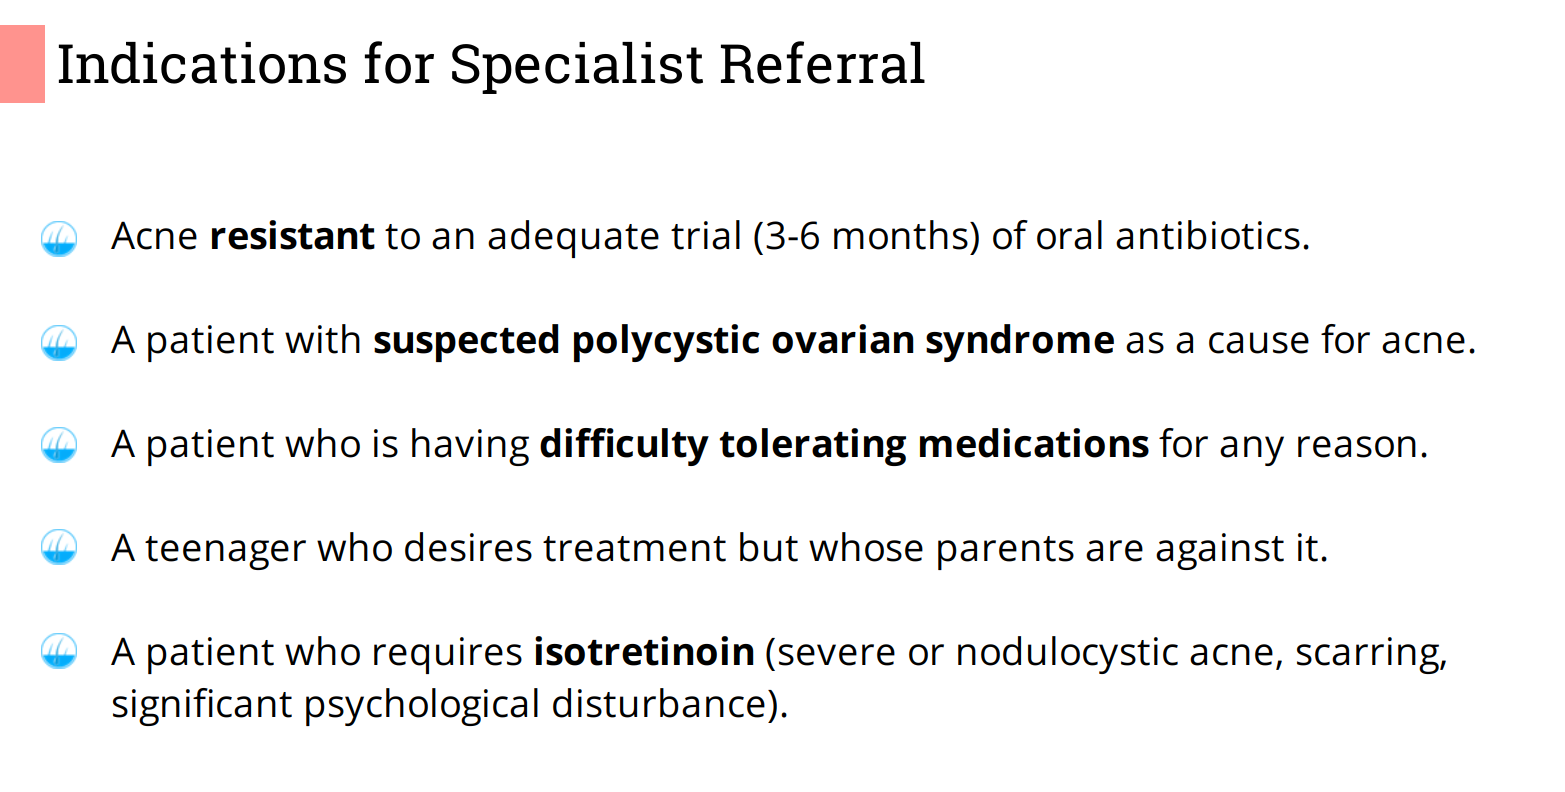 Indications for Specialist Referral
Acne resistant to an adequate trial (3-6 months) of oral antibiotics.
A patient with suspected polycystic ovarian syndrome as a cause for acne.
A patient who is having difficulty tolerating medications for any reason.
A teenager who desires treatment but whose parents are against it.
A patient who requires isotretinoin (severe or nodulocystic acne, scarring,
significant psychological disturbance).